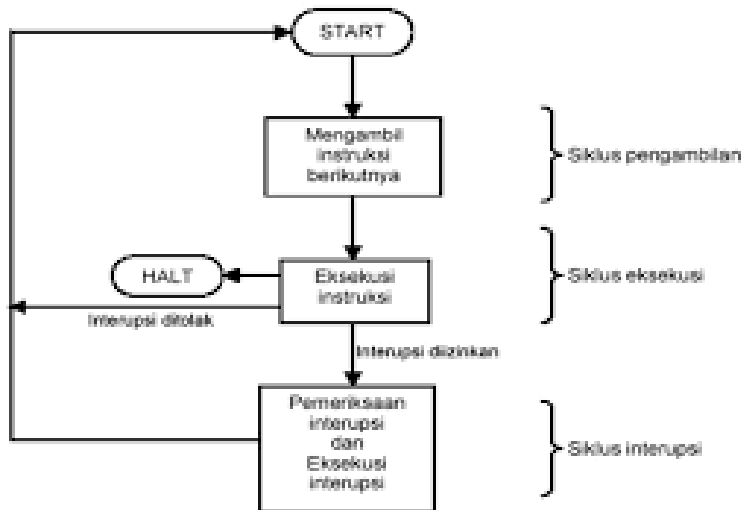 START
Mengambil
instruksi
berikutnya
Siklus pengambilan
HALT
Eksekusi
instruksi
Siklus eksekusi
Interupsi ditolak
Interupsi diizinkan
Pemeriksaan
interupsi
dan
Eksekusi
interupsi
Siklus interupsi